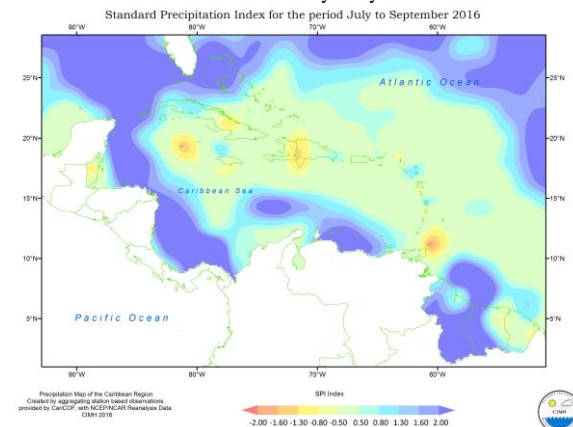 Standard Precipitation Index for the period July to September 2016
90°W 80°W 70°W 60°W
25°N 25°N
Atlantic Ocean
20°N 20°N
Caribbean Sea
15°N 15°N
10°N 10°N
Pacific Ocean
5°N 5°N
90°W 80°W 70°W 60°W
Precipitation Map of the Caribbean Region.
Created by aggregating station based observations,
provided by CariCOF, with NCEP/NCAR Reanalysis Data.
CIMH 2016
SPI Index
-2.00 -1.60 -1.30 -0.80 -0.50 0.50 0.80 1.30 1.60 2.00
CIMH